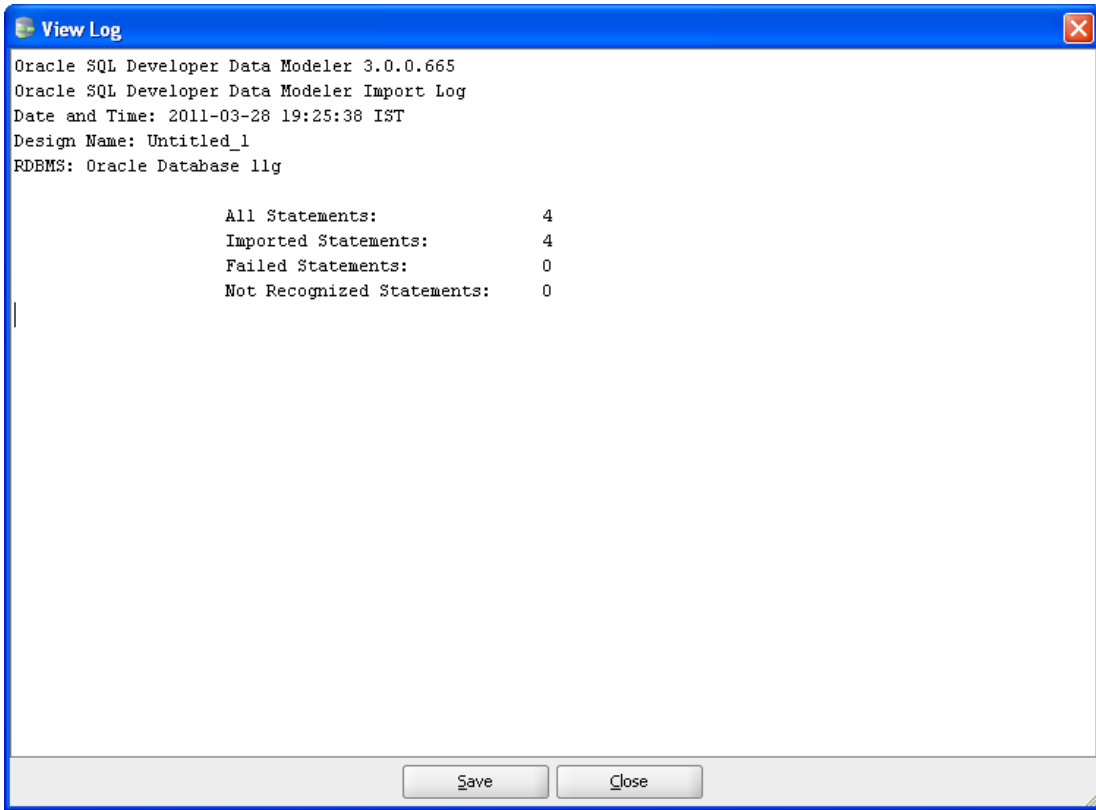 View Log
Oracle SQL Developer Data Modeler 3.0.0.665
Oracle SQL Developer Data Modeler Import Log
Date and Time: 2011-03-28 19:25:38 IST
Design Name: Untitled_1
RDBMS: Oracle Database 11g
All Statements: 4
Imported Statements: 4
Failed Statements: 0
Not Recognized Statements: 0
Save Close